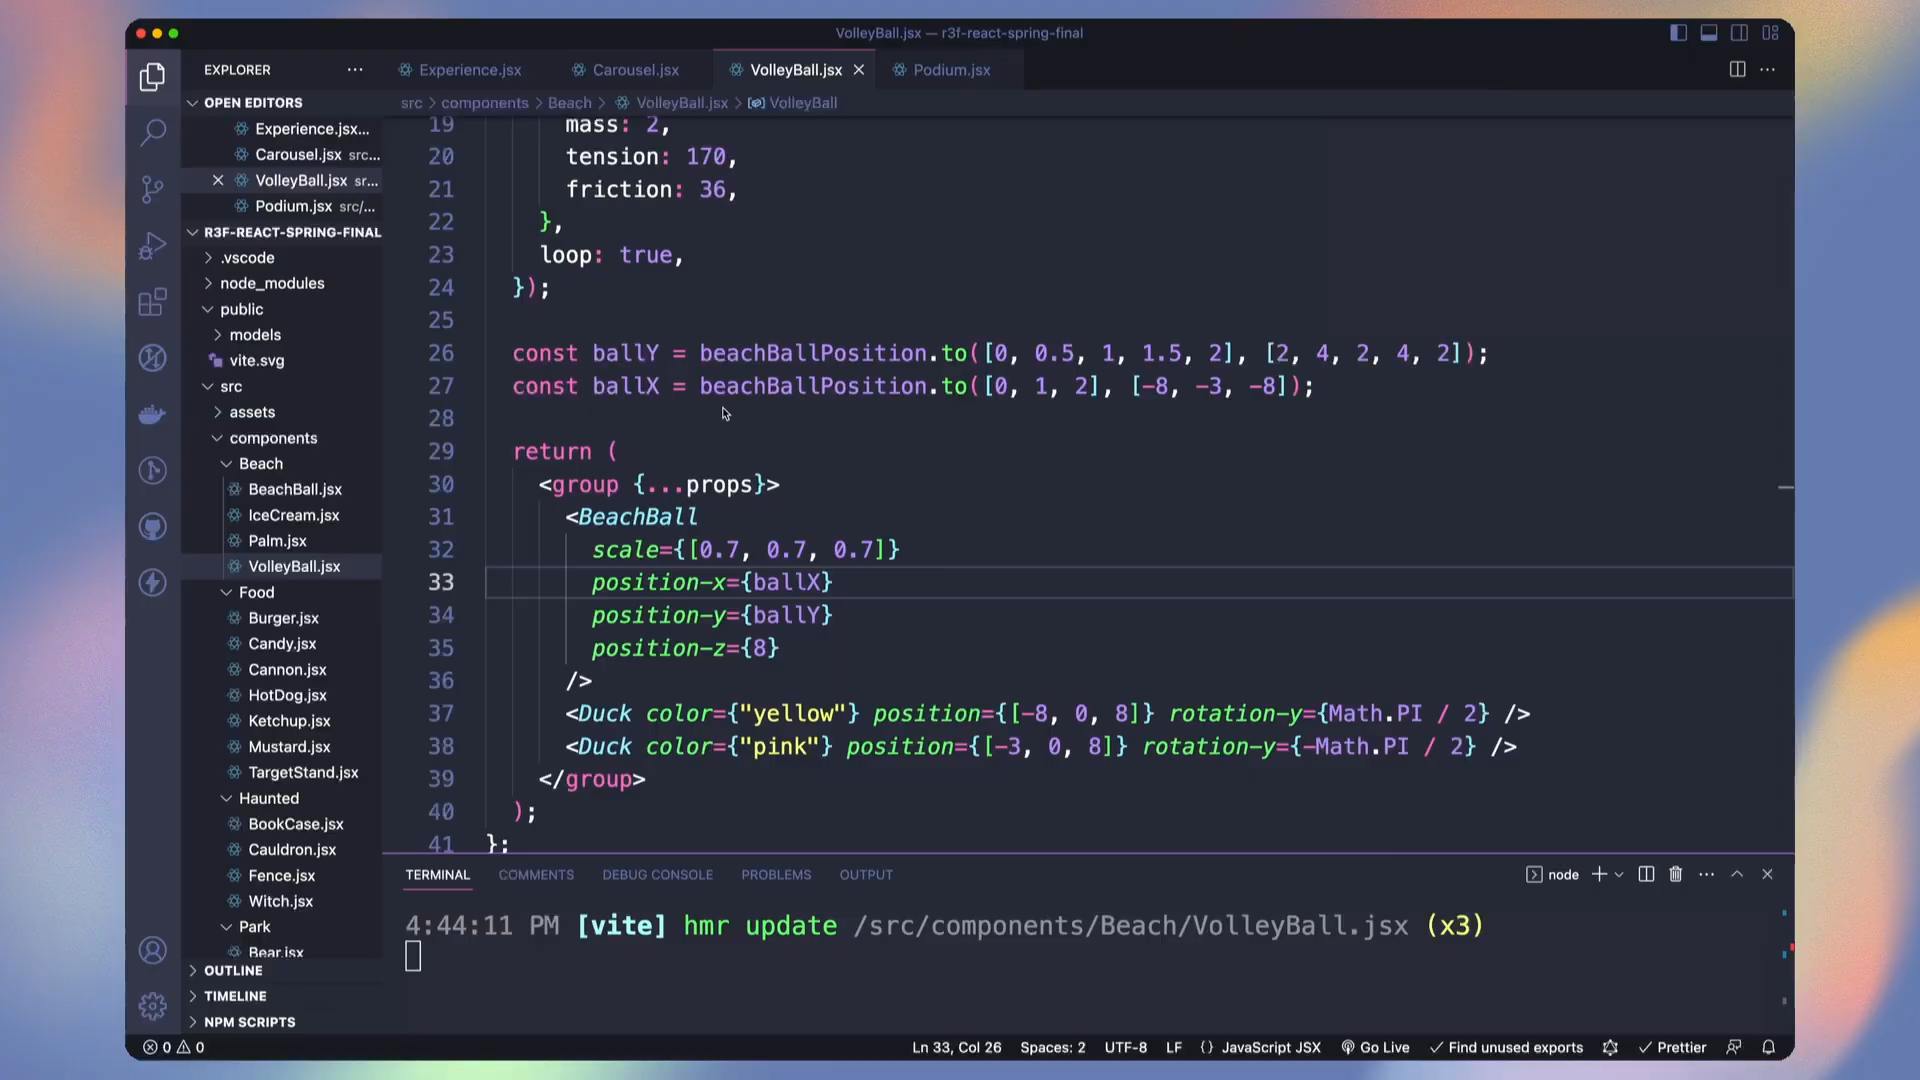 VolleyBall.jsx — r3f-react-spring-final
EXPLORER
Experience.jsx
Carousel.jsx
VolleyBall.jsx
Podium.jsx
OPEN EDITORS
src > components > Beach > VolleyBall.jsx > VolleyBall
Experience.jsx...
Carousel.jsx src...
VolleyBall.jsx sr...
Podium.jsx src/...
R3F-REACT-SPRING-FINAL
.vscode
node_modules
public
models
vite.svg
src
assets
components
Beach
BeachBall.jsx
IceCream.jsx
Palm.jsx
VolleyBall.jsx
Food
Burger.jsx
Candy.jsx
Cannon.jsx
HotDog.jsx
Ketchup.jsx
Mustard.jsx
TargetStand.jsx
Haunted
BookCase.jsx
Cauldron.jsx
Fence.jsx
Witch.jsx
Park
Bear.jsx
OUTLINE
TIMELINE
NPM SCRIPTS
19 mass: 2,
20 tension: 170,
21 friction: 36,
22 },
23 loop: true,
24 });
25
26 const ballY = beachBallPosition.to([0, 0.5, 1, 1.5, 2], [2, 4, 2, 4, 2]);
27 const ballX = beachBallPosition.to([0, 1, 2], [-8, -3, -8]);
28
29 return (
30 <group {...props}>
31 <BeachBall
32 scale={[0.7, 0.7, 0.7]}
33 position-x={ballX}
34 position-y={ballY}
35 position-z={8}
36 />
37 <Duck color={"yellow"} position={[-8, 0, 8]} rotation-y={Math.PI / 2} />
38 <Duck color={"pink"} position={[-3, 0, 8]} rotation-y={-Math.PI / 2} />
39 </group>
40 );
41 };
TERMINAL COMMENTS DEBUG CONSOLE PROBLEMS OUTPUT
node
4:44:11 PM [vite] hmr update /src/components/Beach/VolleyBall.jsx (x3)
0 0
Ln 33, Col 26
Spaces: 2
UTF-8
LF
{} JavaScript JSX
Go Live
Find unused exports
Prettier